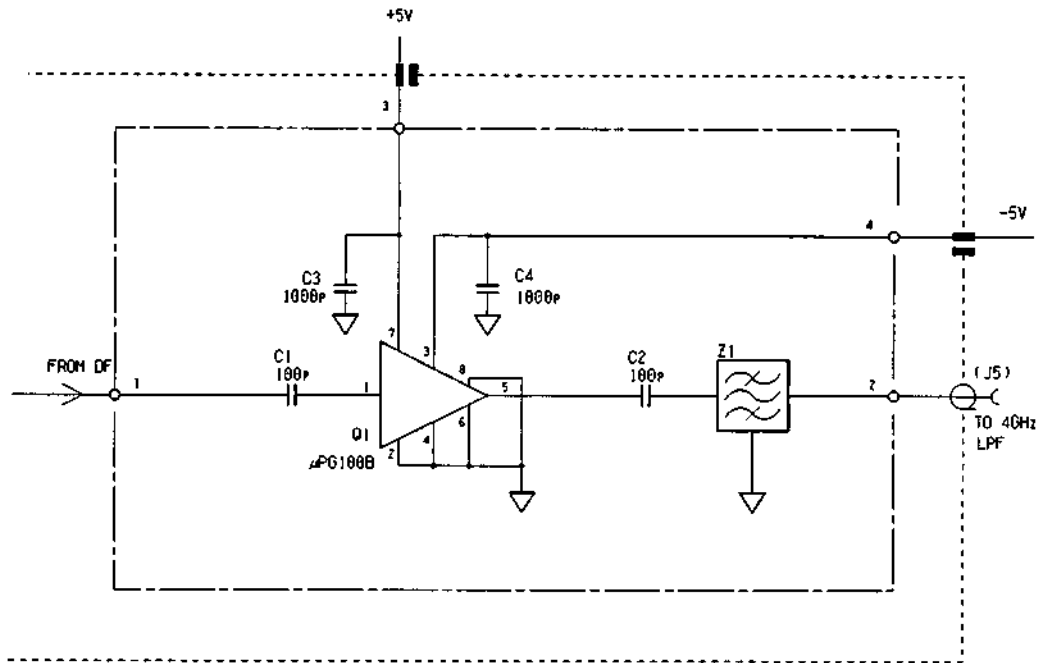 +5V
3
4
-5V
C3
1000p
C4
1000p
7
3
FROM DF
1
C1
100p
1
8
5
C2
100p
Z1
2
(J5)
TO 4GHz
LPF
Q1
µPG100B
2
4
6